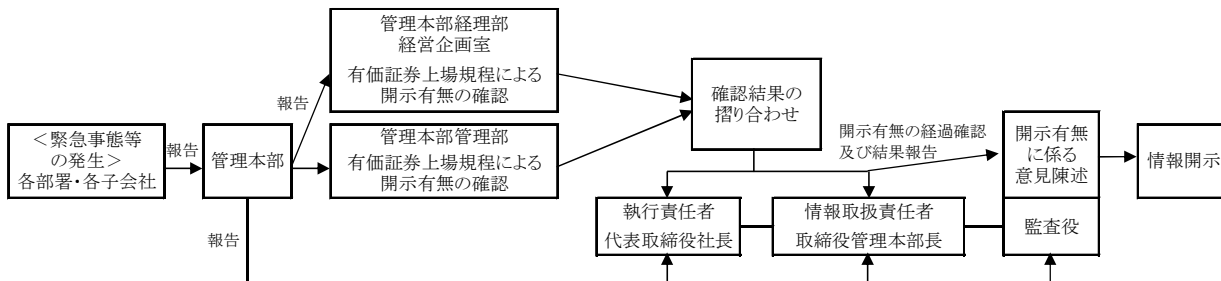 管理本部経理部
経営企画室
有価証券上場規程による
開示有無の確認
報告
確認結果の
摺り合わせ
＜緊急事態等
の発生＞
各部署・各子会社
報告
管理本部
管理本部管理部
有価証券上場規程による
開示有無の確認
開示有無の経過確認
及び結果報告
開示有無
に係る
意見陳述
情報開示
執行責任者
代表取締役社長
情報取扱責任者
取締役管理本部長
監査役
報告